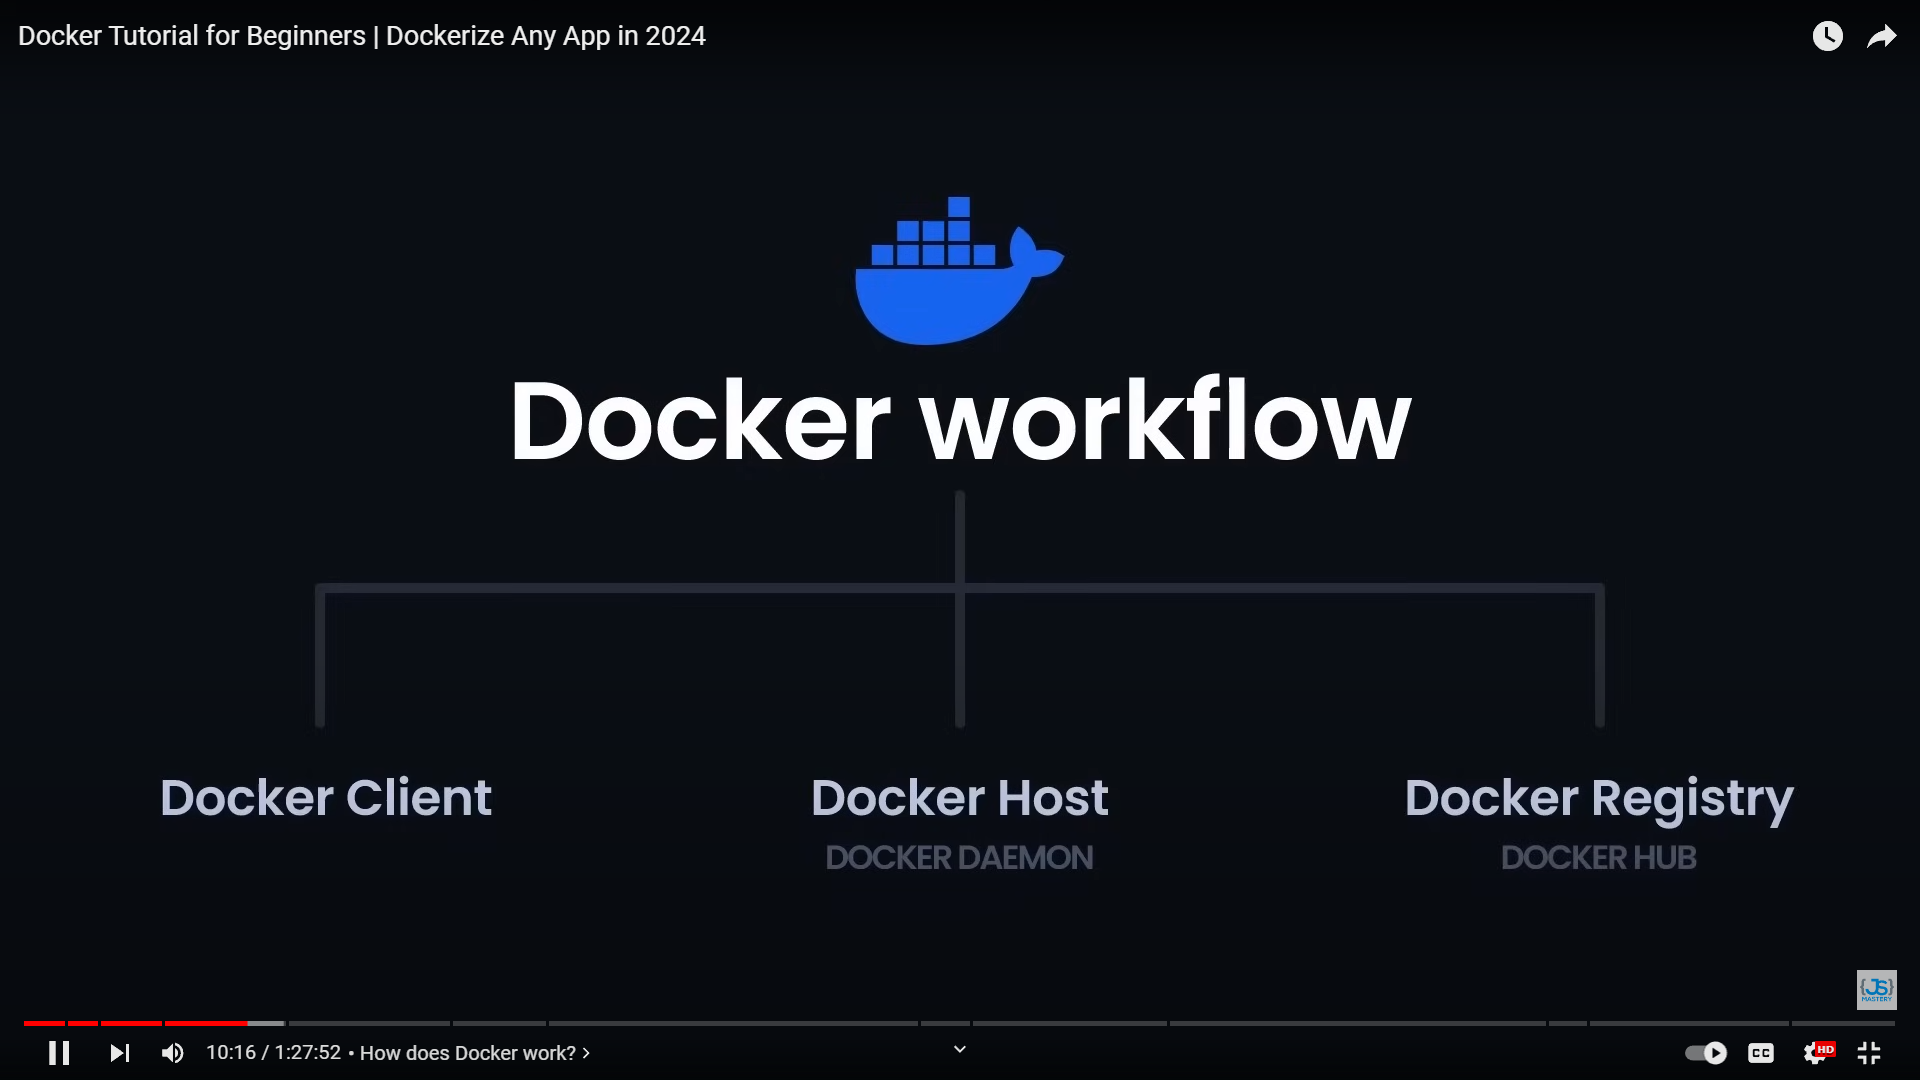 Docker Tutorial for Beginners | Dockerize Any App in 2024
Docker workflow
Docker Client
Docker Host
DOCKER DAEMON
Docker Registry
DOCKER HUB
{JS}
MASTERY
10:16 / 1:27:52 • How does Docker work? >
CC
HD